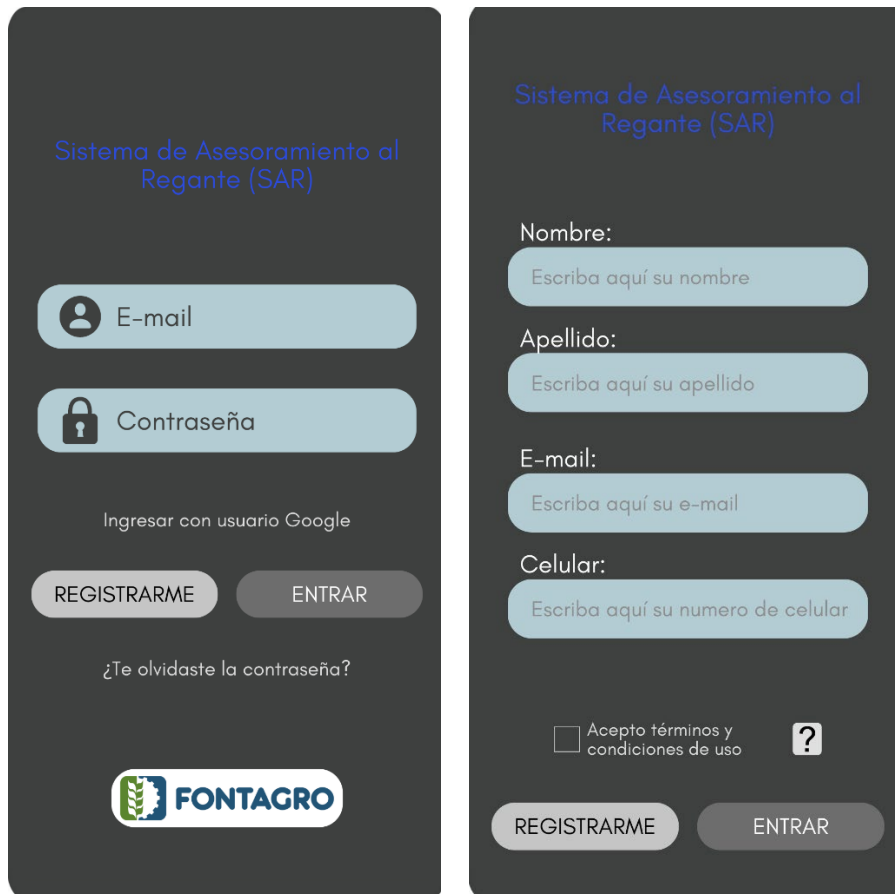 Sistema de Asesoramiento al
Regante (SAR)
E-mail
Contraseña
Ingresar con usuario Google
REGISTRARME
ENTRAR
¿Te olvidaste la contraseña?
FONTAGRO
Sistema de Asesoramiento al
Regante (SAR)
Nombre:
Escriba aquí su nombre
Apellido:
Escriba aquí su apellido
E-mail:
Escriba aquí su e-mail
Celular:
Escriba aquí su numero de celular
Acepto términos y
condiciones de uso
?
REGISTRARME
ENTRAR